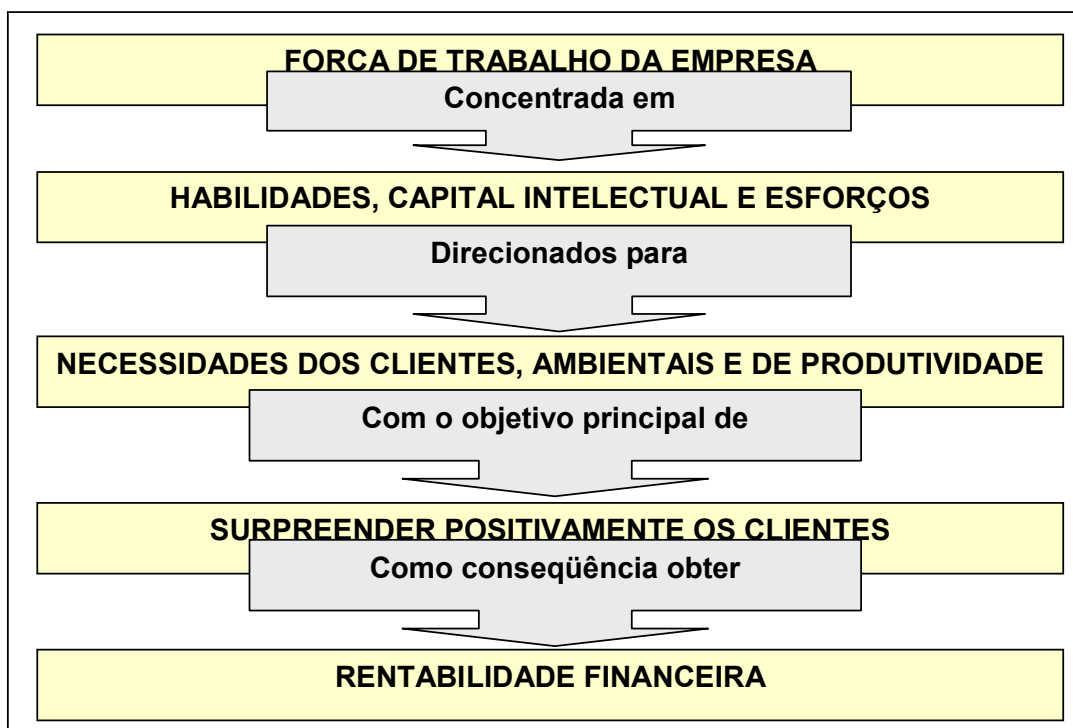 FORÇA DE TRABALHO DA EMPRESA
Concentrada em
HABILIDADES, CAPITAL INTELECTUAL E ESFORÇOS
Direcionados para
NECESSIDADES DOS CLIENTES, AMBIENTAIS E DE PRODUTIVIDADE
Com o objetivo principal de
SURPREENDER POSITIVAMENTE OS CLIENTES
Como conseqüência obter
RENTABILIDADE FINANCEIRA